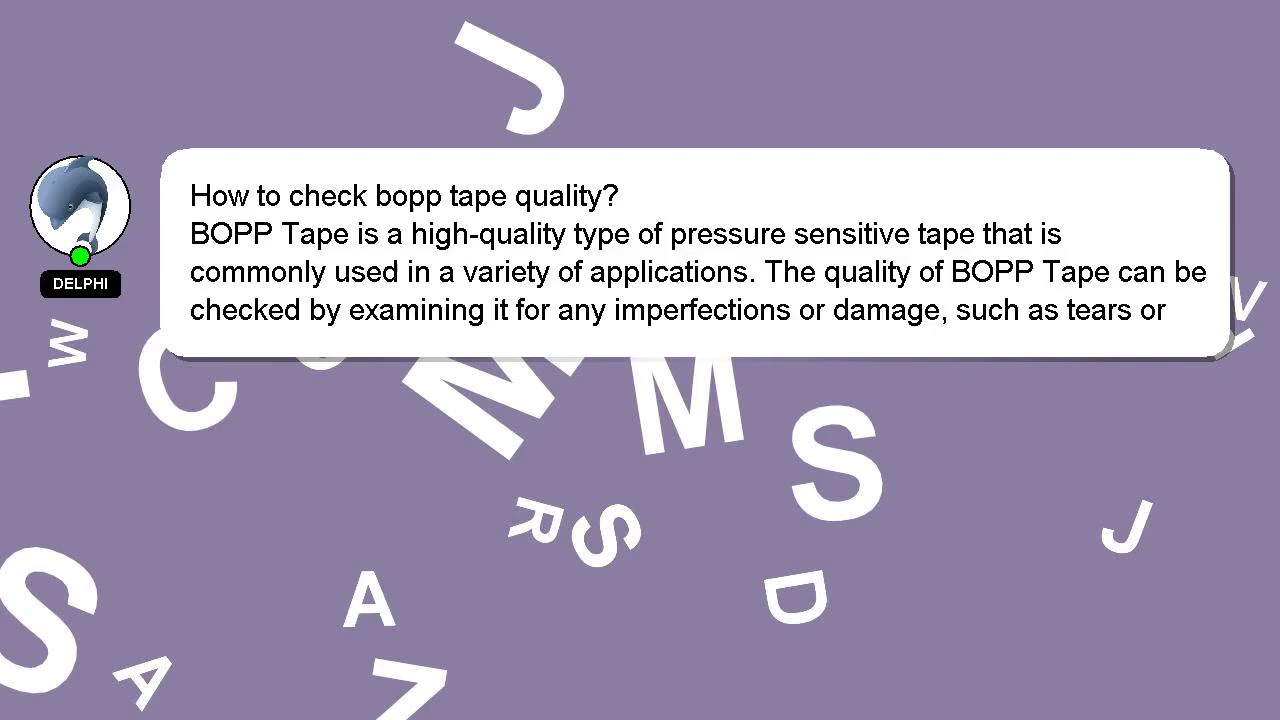 J
How to check bopp tape quality?
BOPP Tape is a high-quality type of pressure sensitive tape that is
commonly used in a variety of applications. The quality of BOPP Tape can be
checked by examining it for any imperfections or damage, such as tears or
DELPHI
V
W
C
M
S
R
S
J
S
A
D
A
Z